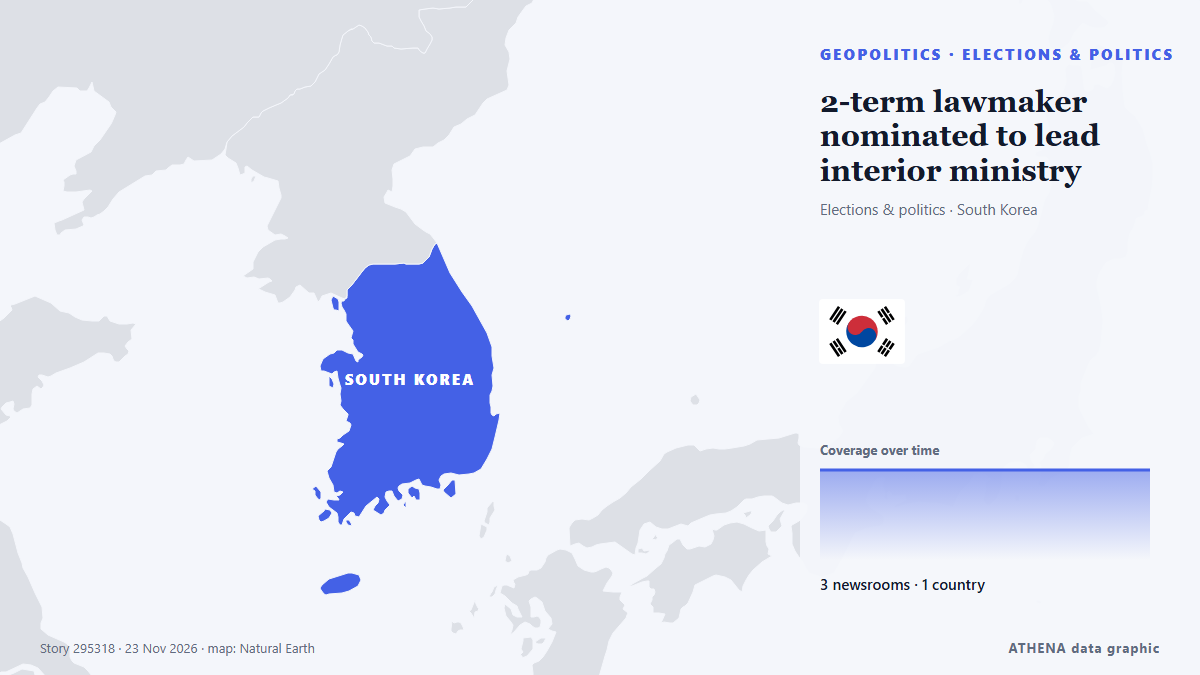 GEOPOLITICS · ELECTIONS & POLITICS
2-term lawmaker
nominated to lead
interior ministry
Elections & politics · South Korea
SOUTH KOREA
Coverage over time
3 newsrooms · 1 country
Story 295318 · 23 Nov 2026 · map: Natural Earth
ATHENA data graphic